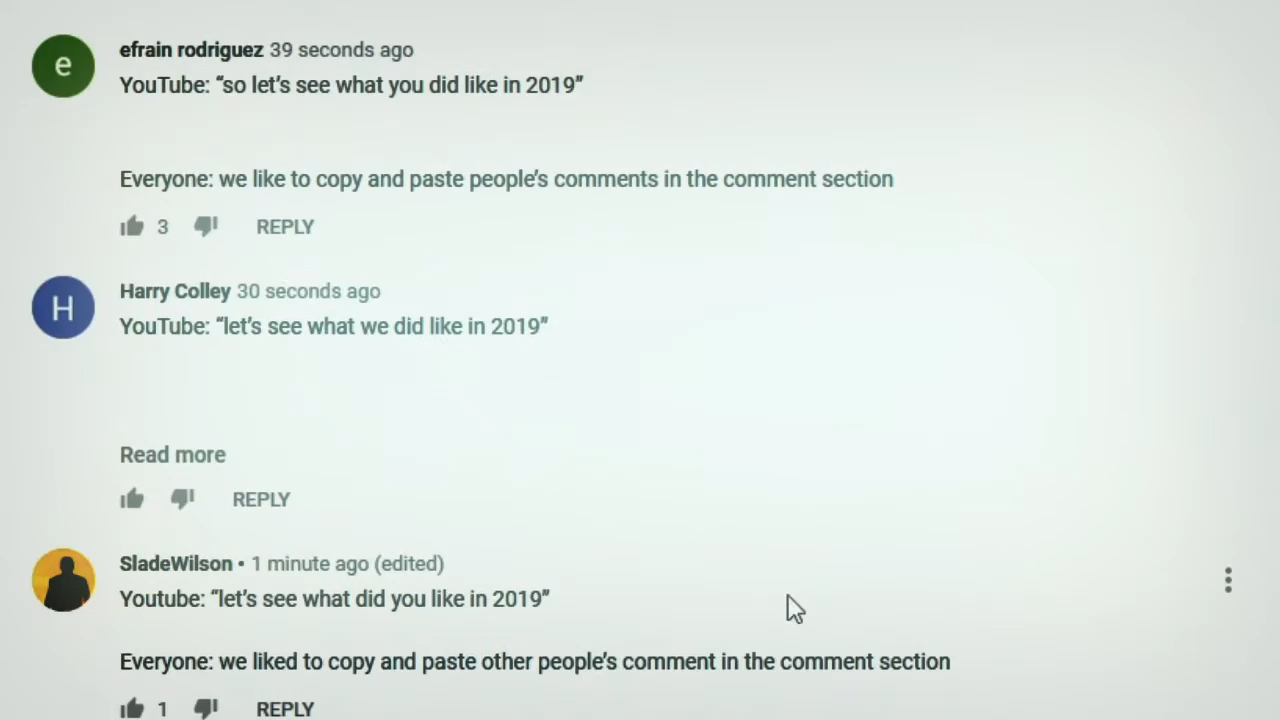 e
efrain rodriguez 39 seconds ago
YouTube: “so let’s see what you did like in 2019”
Everyone: we like to copy and paste people’s comments in the comment section
3 REPLY
H
Harry Colley 30 seconds ago
YouTube: “let’s see what we did like in 2019”
Read more
REPLY
SladeWilson • 1 minute ago (edited)
Youtube: “let’s see what did you like in 2019”
Everyone: we liked to copy and paste other people’s comment in the comment section
1 REPLY